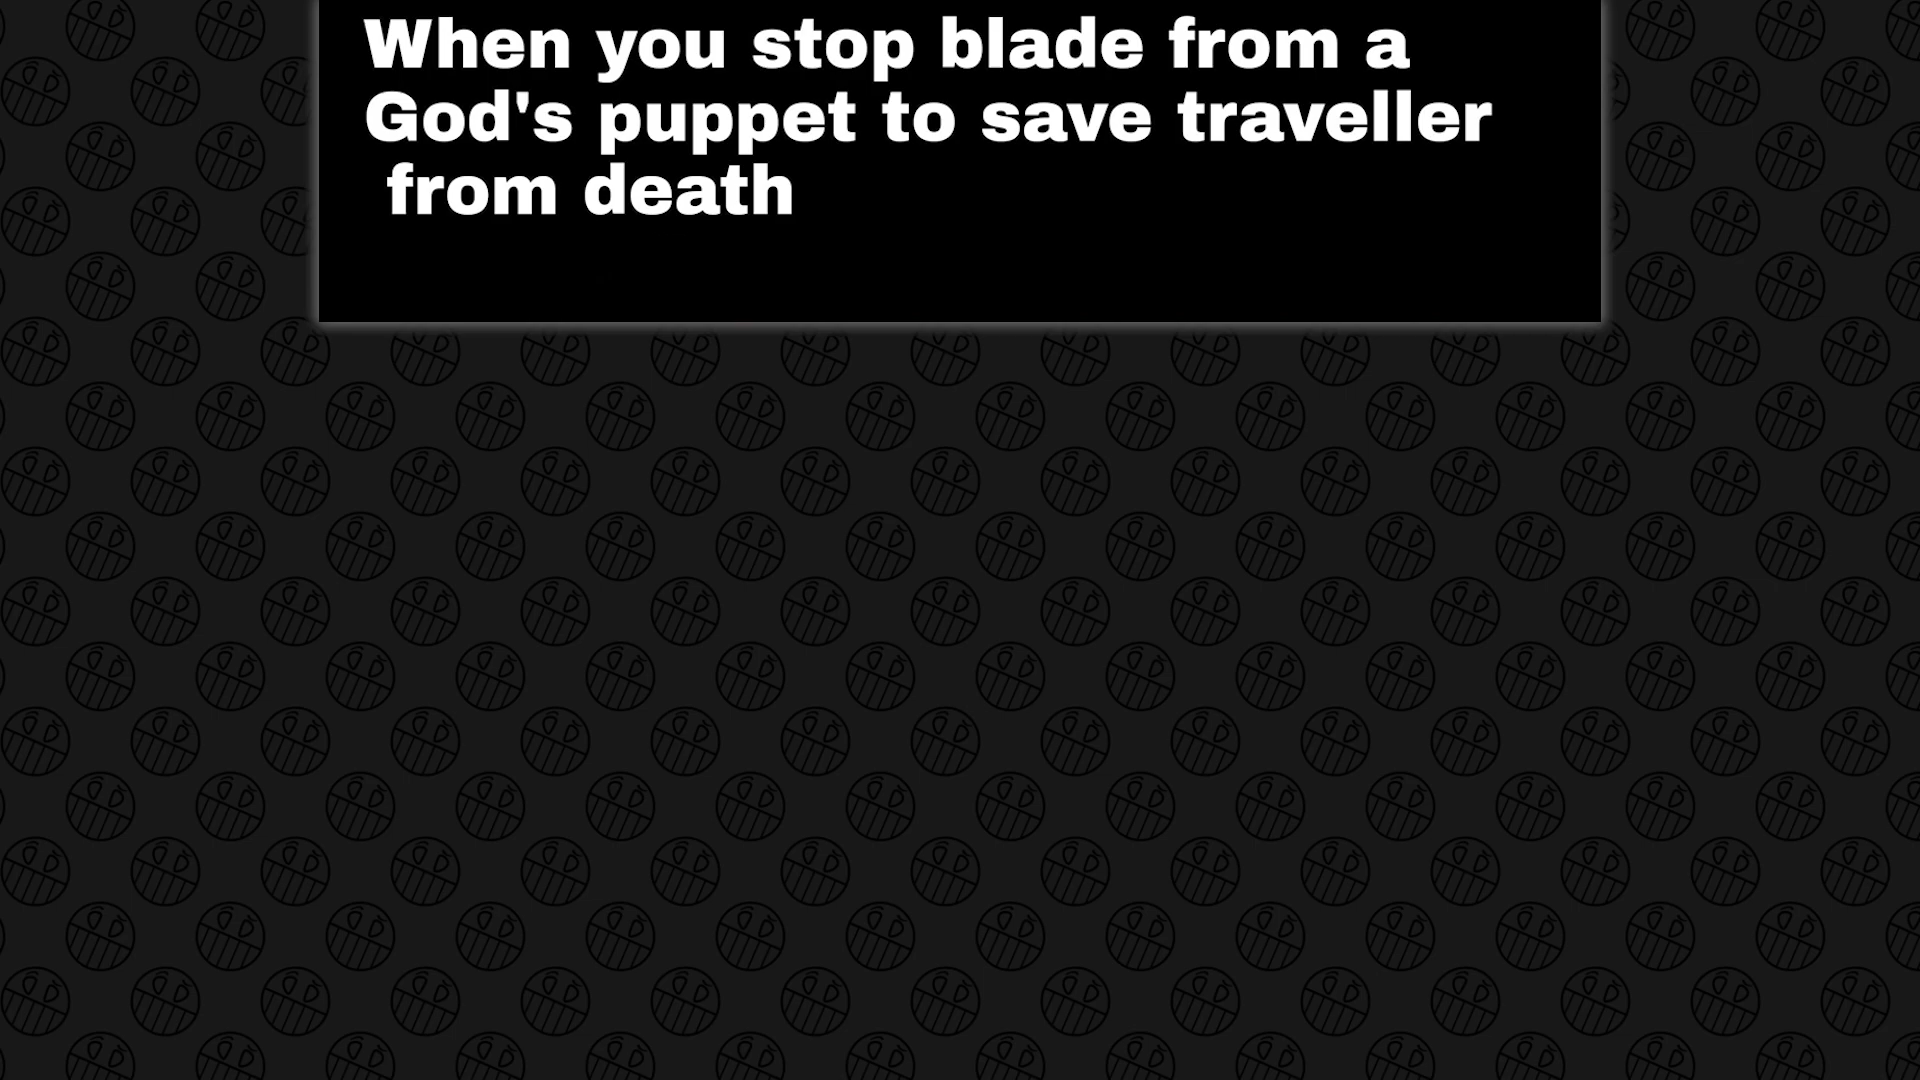 When you stop blade from a
God's puppet to save traveller
from death